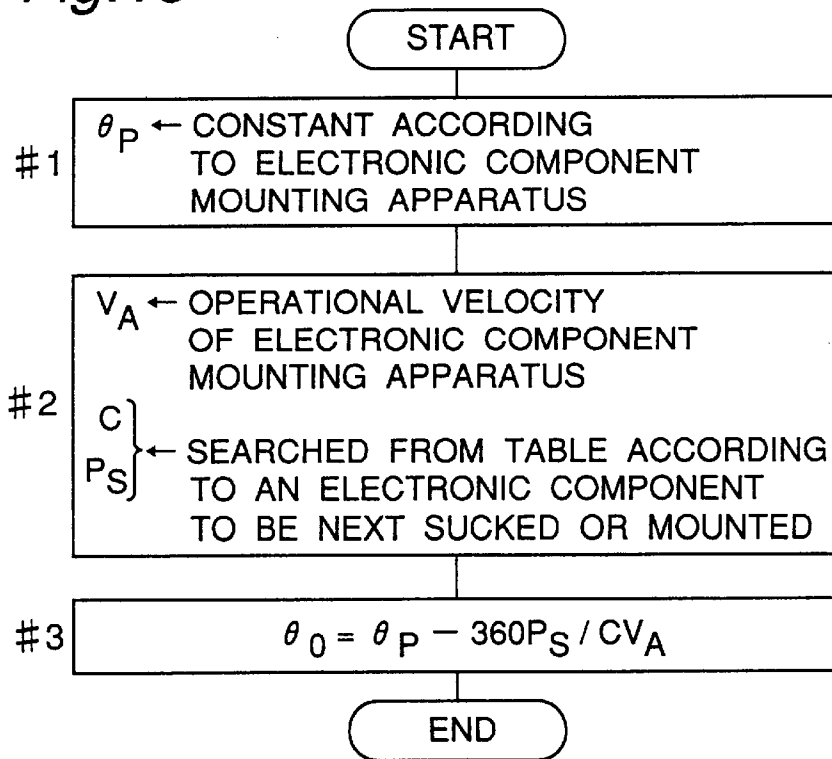 START
#1
θP ← CONSTANT ACCORDING
TO ELECTRONIC COMPONENT
MOUNTING APPARATUS
#2
VA ← OPERATIONAL VELOCITY
OF ELECTRONIC COMPONENT
MOUNTING APPARATUS
C
PS } ← SEARCHED FROM TABLE ACCORDING
TO AN ELECTRONIC COMPONENT
TO BE NEXT SUCKED OR MOUNTED
#3
θ0 = θP − 360PS / CVA
END